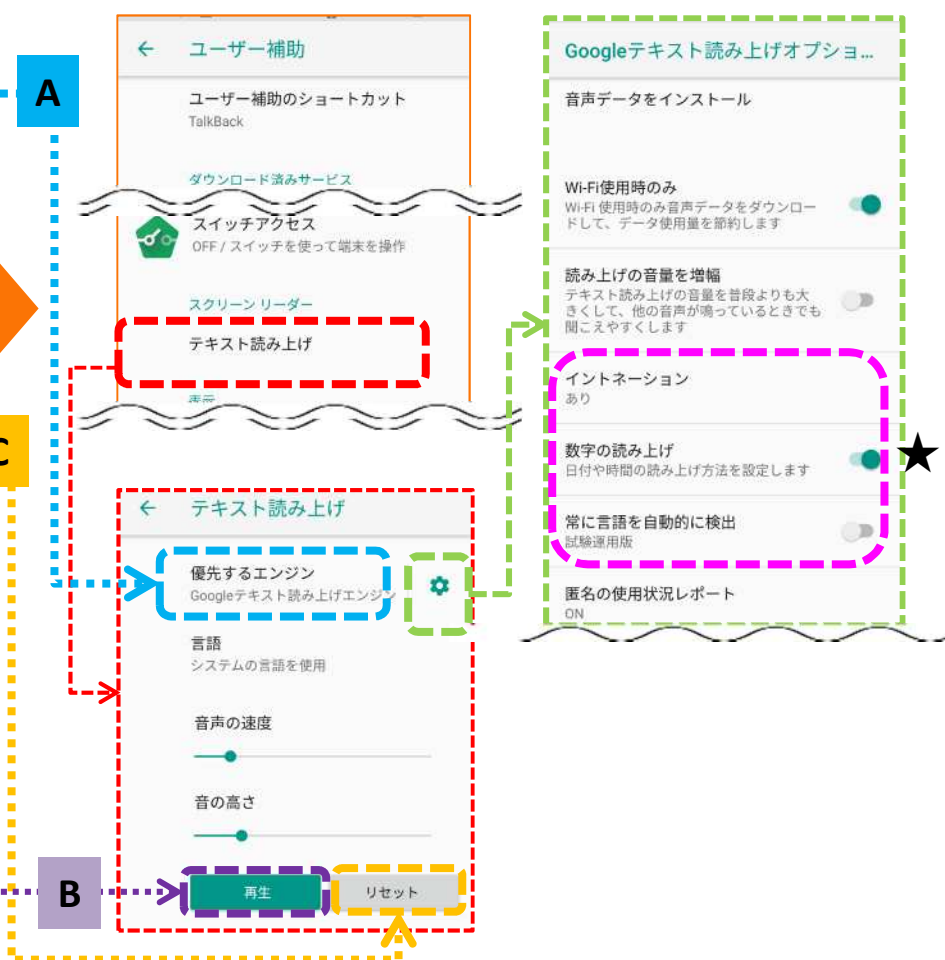 A
← ユーザー補助
ユーザー補助のショートカット
TalkBack
ダウンロード済みサービス
スイッチアクセス
OFF / スイッチを使って端末を操作
スクリーン リーダー
テキスト読み上げ
表示
C
← テキスト読み上げ
優先するエンジン
Googleテキスト読み上げエンジン
言語
システムの言語を使用
音声の速度
音の高さ
B
再生
リセット
Googleテキスト読み上げオプショ...
音声データをインストール
Wi-Fi使用時のみ
Wi-Fi 使用時のみ音声データをダウンロー
ドして、データ使用量を節約します
読み上げの音量を増幅
テキスト読み上げの音量を普段よりも大
きくして、他の音声が鳴っているときでも
聞こえやすくします
イントネーション
あり
数字の読み上げ
日付や時間の読み上げ方法を設定します
★
常に言語を自動的に検出
試験運用版
匿名の使用状況レポート
ON